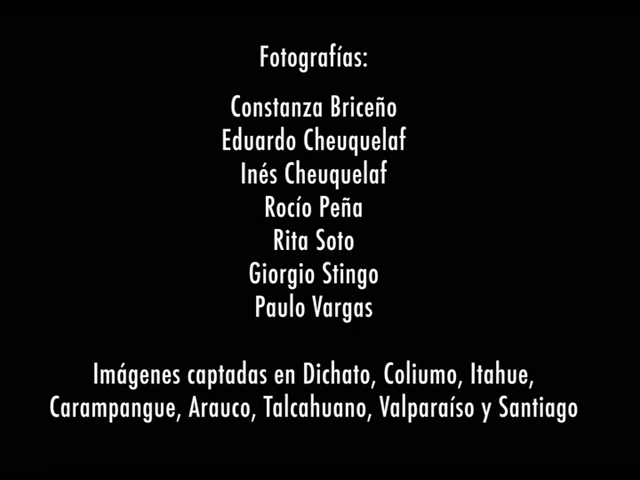 Fotografías:
Constanza Briceño
Eduardo Cheuquelaf
Inés Cheuquelaf
Rocío Peña
Rita Soto
Giorgio Stingo
Paulo Vargas
Imágenes captadas en Dichato, Coliumo, Itahue,
Carampangue, Arauco, Talcahuano, Valparaíso y Santiago